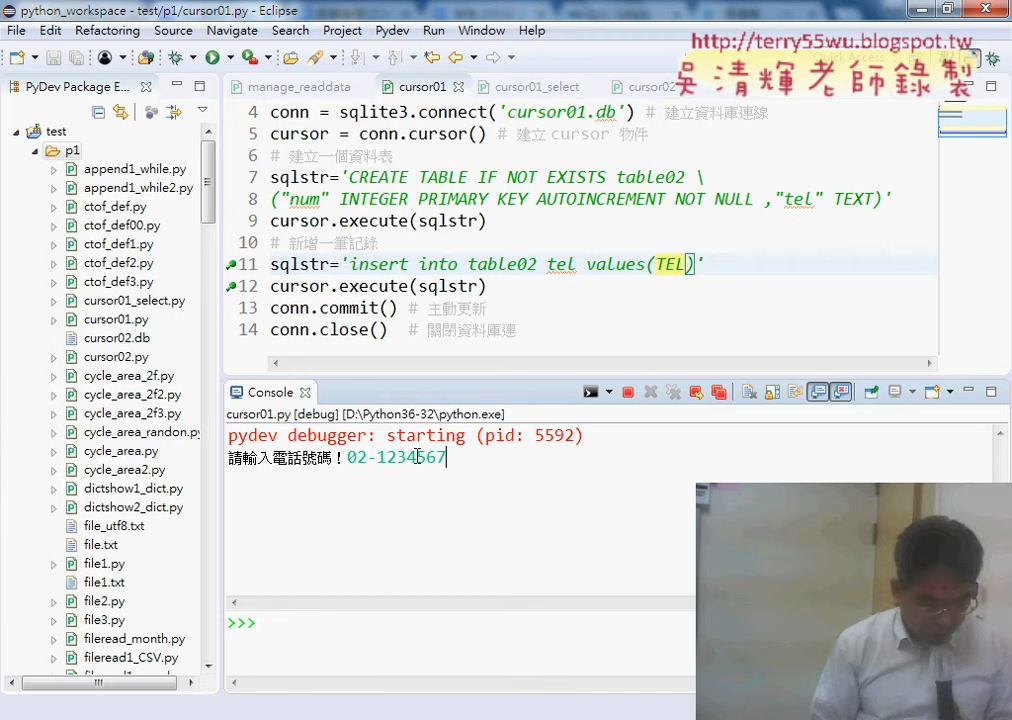 python_workspace - test/p1/cursor01.py - Eclipse
File Edit Refactoring Source Navigate Search Project Pydev Run Window Help
http://terry55wu.blogspot.tw
吳清輝老師錄製
PyDev Package E...
manage_readdata cursor01 cursor01_select cursor02
test
p1
append1_while.py
append1_while2.py
ctof_def.py
ctof_def00.py
ctof_def1.py
ctof_def2.py
ctof_def3.py
cursor01_select.py
cursor01.py
cursor02.db
cursor02.py
cycle_area_2f.py
cycle_area_2f2.py
cycle_area_2f3.py
cycle_area_randon.py
cycle_area.py
cycle_area2.py
dictshow1_dict.py
dictshow2_dict.py
file_utf8.txt
file.txt
file1.py
file1.txt
file2.py
file3.py
fileread_month.py
fileread1_CSV.py
4 conn = sqlite3.connect('cursor01.db') # 建立資料庫連線
5 cursor = conn.cursor() # 建立 cursor 物件
6 # 建立一個資料表
7 sqlstr='CREATE TABLE IF NOT EXISTS table02 \
8 ("num" INTEGER PRIMARY KEY AUTOINCREMENT NOT NULL ,"tel" TEXT)'
9 cursor.execute(sqlstr)
10 # 新增一筆記錄
11 sqlstr='insert into table02 tel values(TEL)'
12 cursor.execute(sqlstr)
13 conn.commit() # 主動更新
14 conn.close() # 關閉資料庫連
Console
cursor01.py [debug] [D:\Python36-32\python.exe]
pydev debugger: starting (pid: 5592)
請輸入電話號碼！02-1234567
>>>